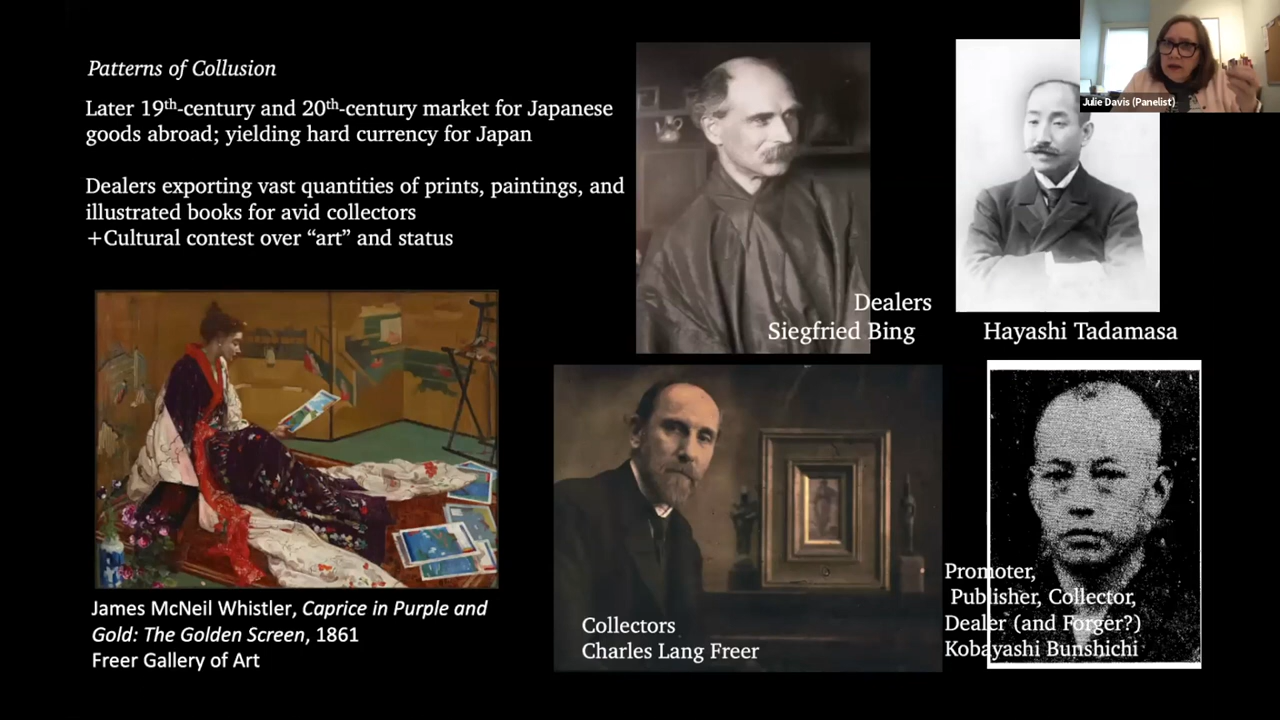 Patterns of Collusion
Later 19th-century and 20th-century market for Japanese
goods abroad; yielding hard currency for Japan
Dealers exporting vast quantities of prints, paintings, and
illustrated books for avid collectors
+Cultural contest over “art” and status
James McNeil Whistler, Caprice in Purple and
Gold: The Golden Screen, 1861
Freer Gallery of Art
Dealers
Siegfried Bing
Hayashi Tadamasa
Collectors
Charles Lang Freer
Promoter,
Publisher, Collector,
Dealer (and Forger?)
Kobayashi Bunshichi
Julie Davis (Panelist)